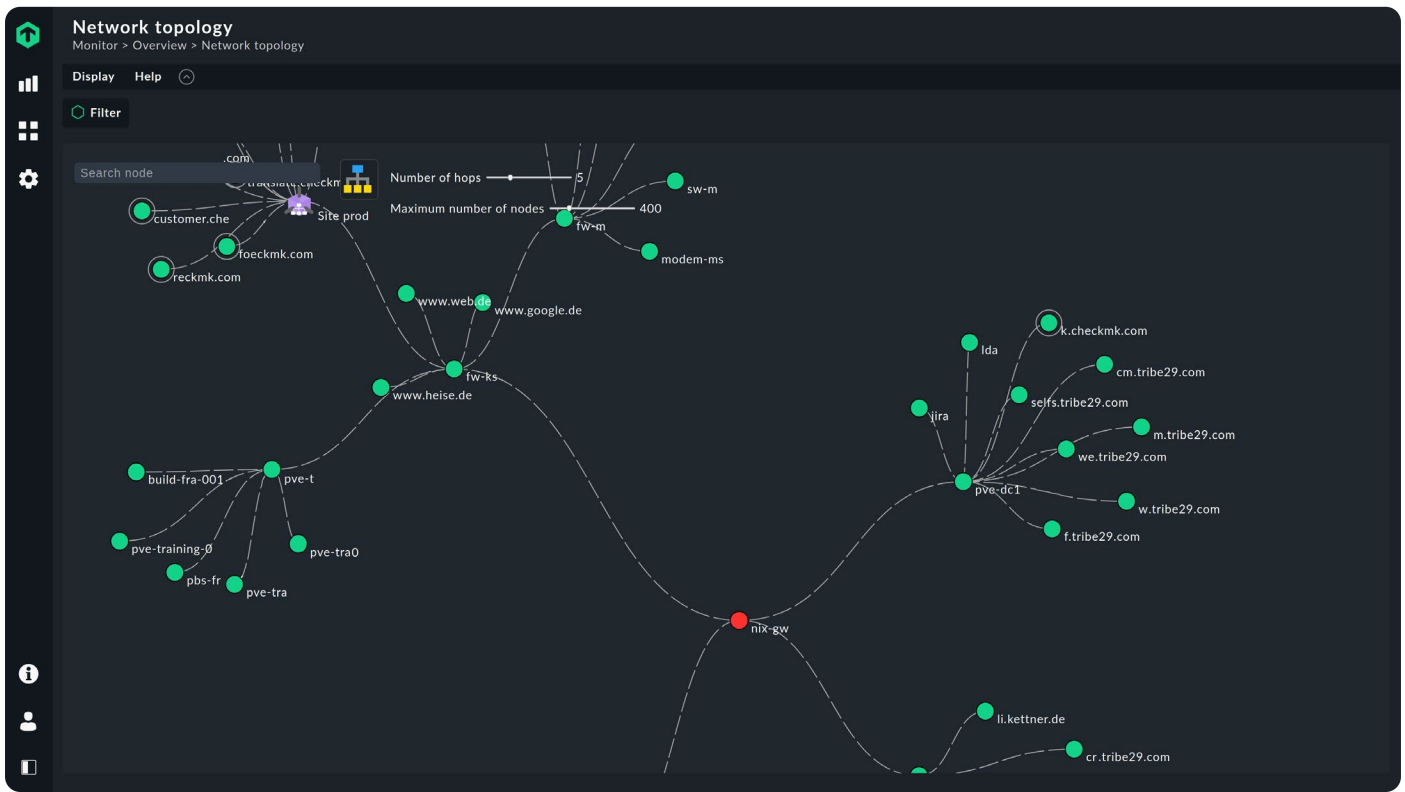 Network topology
Monitor > Overview > Network topology
Display Help
Filter
.com
Search node
Number of hops 5
sw-m
Maximum number of nodes 400
customer.che
Site prod
fw-m
foeckmk.com
modem-ms
reckmk.com
www.web.de
www.google.de
k.checkmk.com
lda
fw-ks
cm.tribe29.com
www.heise.de
selfs.tribe29.com
jira
m.tribe29.com
we.tribe29.com
build-fra-001
pve-t
pve-dc1
w.tribe29.com
f.tribe29.com
pve-training-0
pve-tra0
pbs-fr
pve-tra
nix-gw
li.kettner.de
cr.tribe29.com